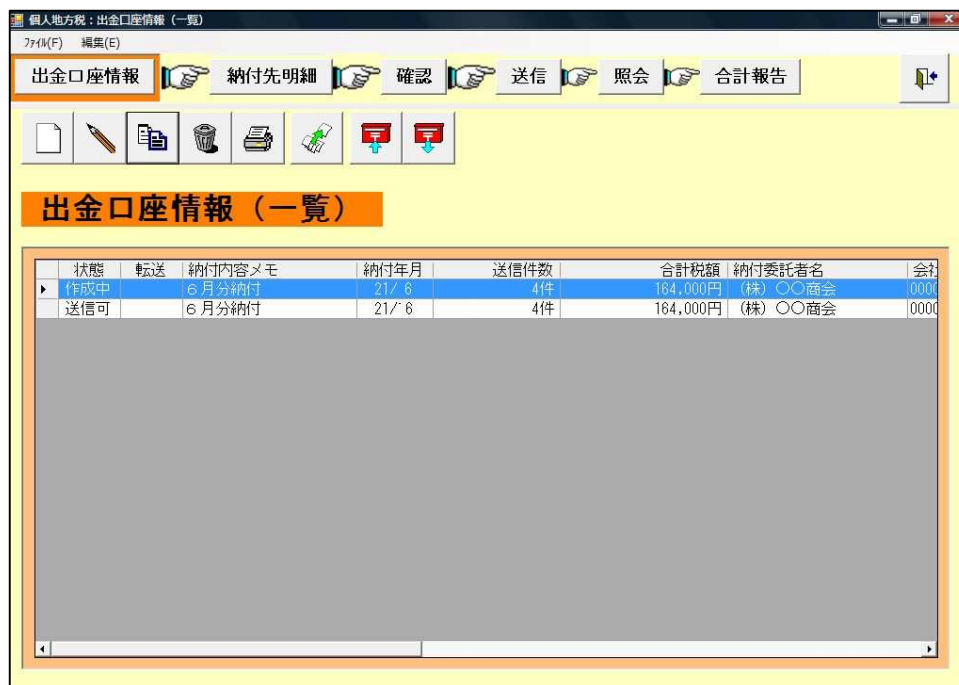 個人地方税：出金口座情報（一覧）
ﾌｧｲﾙ(F) 編集(E)
出金口座情報 納付先明細 確認 送信 照会 合計報告
出金口座情報（一覧）
状態 転送 納付内容メモ 納付年月 送信件数 合計税額 納付委託者名 会社
作成中 ６月分納付 21/ 6 4件 164,000円 （株）○○商会 0000
送信可 ６月分納付 21/ 6 4件 164,000円 （株）○○商会 0000